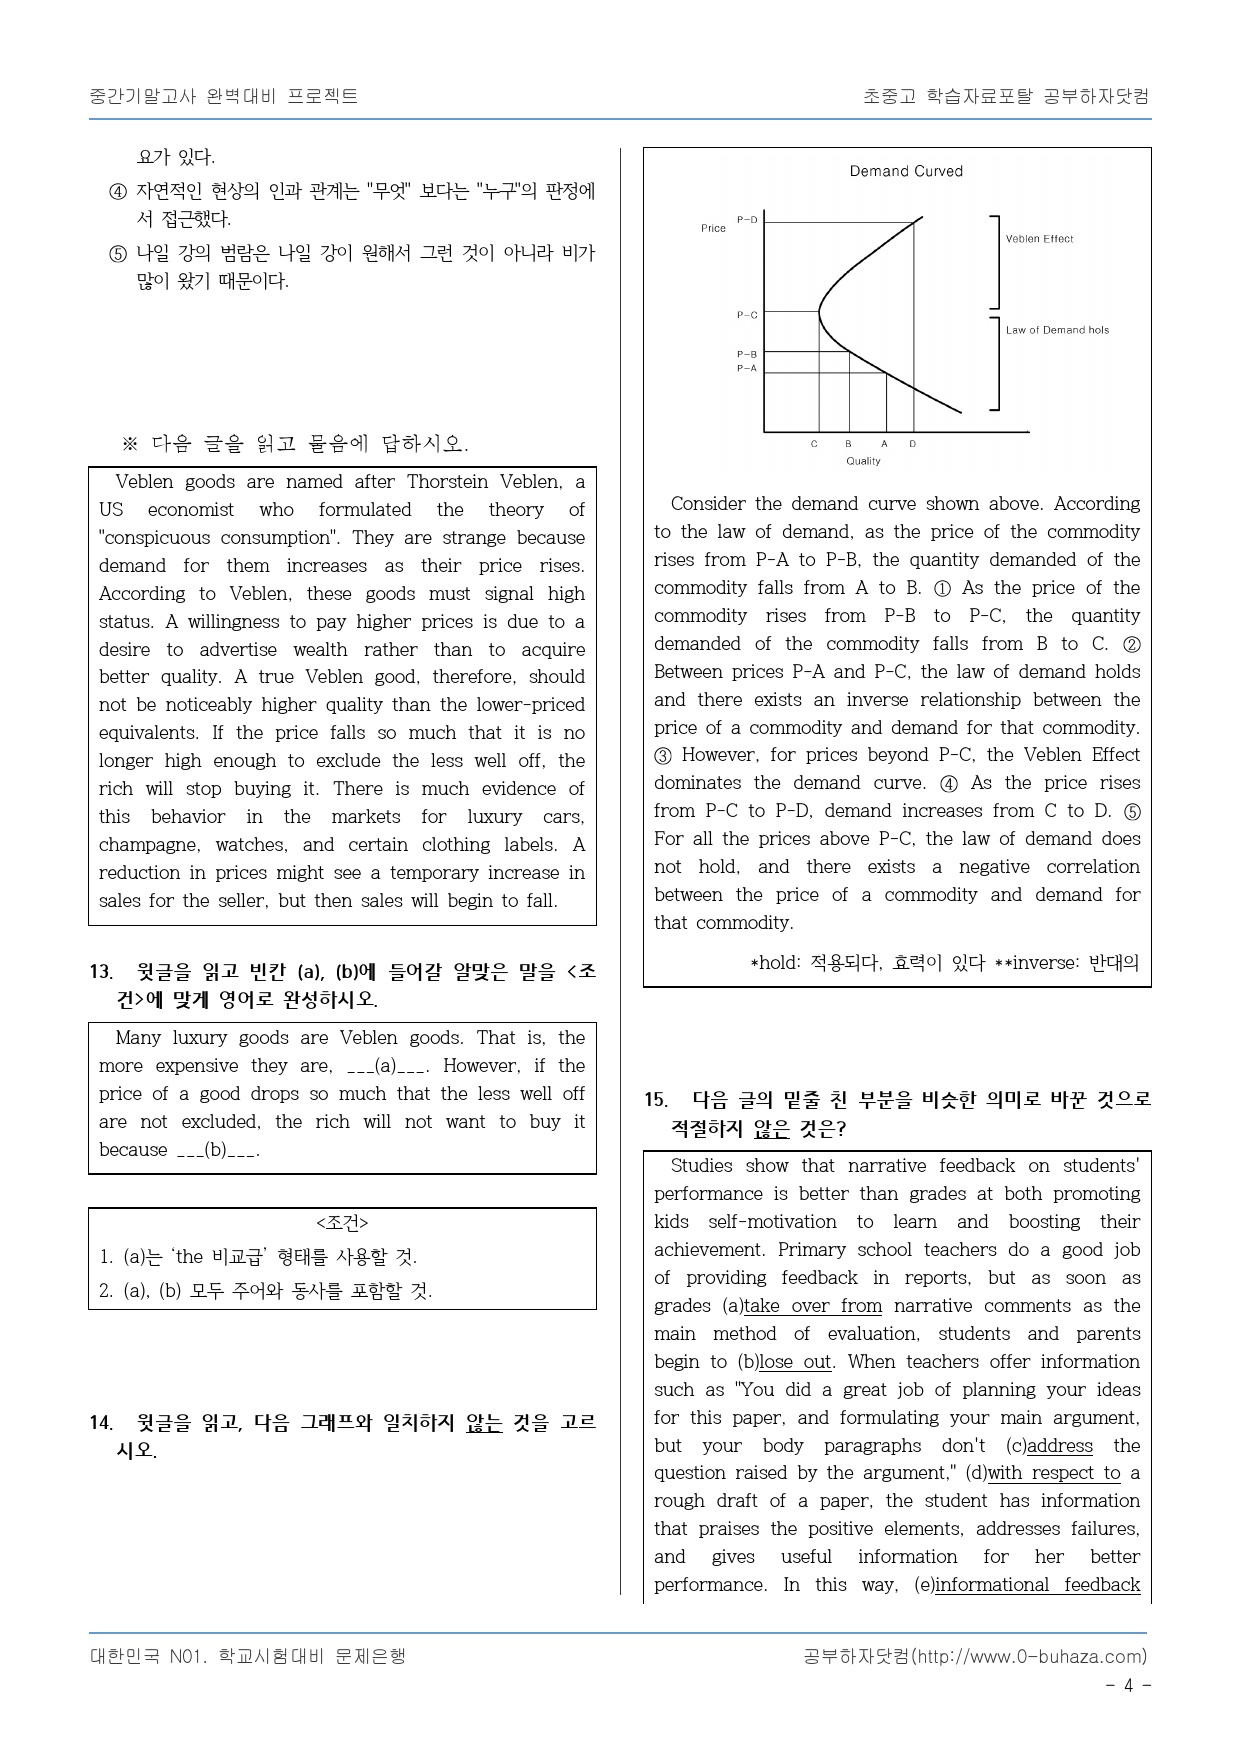 중간기말고사 완벽대비 프로젝트
초중고 학습자료포탈 공부하자닷컴
요가 있다.
④ 자연적인 현상의 인과 관계는 "무엇" 보다는 "누구"의 판정에
서 접근했다.
⑤ 나일 강의 범람은 나일 강이 원해서 그런 것이 아니라 비가
많이 왔기 때문이다.
※ 다음 글을 읽고 물음에 답하시오.
Veblen goods are named after Thorstein Veblen, a
US economist who formulated the theory of
"conspicuous consumption". They are strange because
demand for them increases as their price rises.
According to Veblen, these goods must signal high
status. A willingness to pay higher prices is due to a
desire to advertise wealth rather than to acquire
better quality. A true Veblen good, therefore, should
not be noticeably higher quality than the lower-priced
equivalents. If the price falls so much that it is no
longer high enough to exclude the less well off, the
rich will stop buying it. There is much evidence of
this behavior in the markets for luxury cars,
champagne, watches, and certain clothing labels. A
reduction in prices might see a temporary increase in
sales for the seller, but then sales will begin to fall.
13. 윗글을 읽고 빈칸 (a), (b)에 들어갈 알맞은 말을 <조
건>에 맞게 영어로 완성하시오.
Many luxury goods are Veblen goods. That is, the
more expensive they are, ___(a)___. However, if the
price of a good drops so much that the less well off
are not excluded, the rich will not want to buy it
because ___(b)___.
<조건>
1. (a)는 ‘the 비교급’ 형태를 사용할 것.
2. (a), (b) 모두 주어와 동사를 포함할 것.
14. 윗글을 읽고, 다음 그래프와 일치하지 않는 것을 고르
시오.
Demand Curved
Price
P-D
P-C
P-B
P-A
Veblen Effect
Law of Demand hols
C B A D
Quality
Consider the demand curve shown above. According
to the law of demand, as the price of the commodity
rises from P-A to P-B, the quantity demanded of the
commodity falls from A to B. ① As the price of the
commodity rises from P-B to P-C, the quantity
demanded of the commodity falls from B to C. ②
Between prices P-A and P-C, the law of demand holds
and there exists an inverse relationship between the
price of a commodity and demand for that commodity.
③ However, for prices beyond P-C, the Veblen Effect
dominates the demand curve. ④ As the price rises
from P-C to P-D, demand increases from C to D. ⑤
For all the prices above P-C, the law of demand does
not hold, and there exists a negative correlation
between the price of a commodity and demand for
that commodity.
*hold: 적용되다, 효력이 있다 **inverse: 반대의
15. 다음 글의 밑줄 친 부분을 비슷한 의미로 바꾼 것으로
적절하지 않은 것은?
Studies show that narrative feedback on students'
performance is better than grades at both promoting
kids self-motivation to learn and boosting their
achievement. Primary school teachers do a good job
of providing feedback in reports, but as soon as
grades (a)take over from narrative comments as the
main method of evaluation, students and parents
begin to (b)lose out. When teachers offer information
such as "You did a great job of planning your ideas
for this paper, and formulating your main argument,
but your body paragraphs don't (c)address the
question raised by the argument," (d)with respect to a
rough draft of a paper, the student has information
that praises the positive elements, addresses failures,
and gives useful information for her better
performance. In this way, (e)informational feedback
대한민국 N01. 학교시험대비 문제은행
공부하자닷컴(http://www.0-buhaza.com)
- 4 -